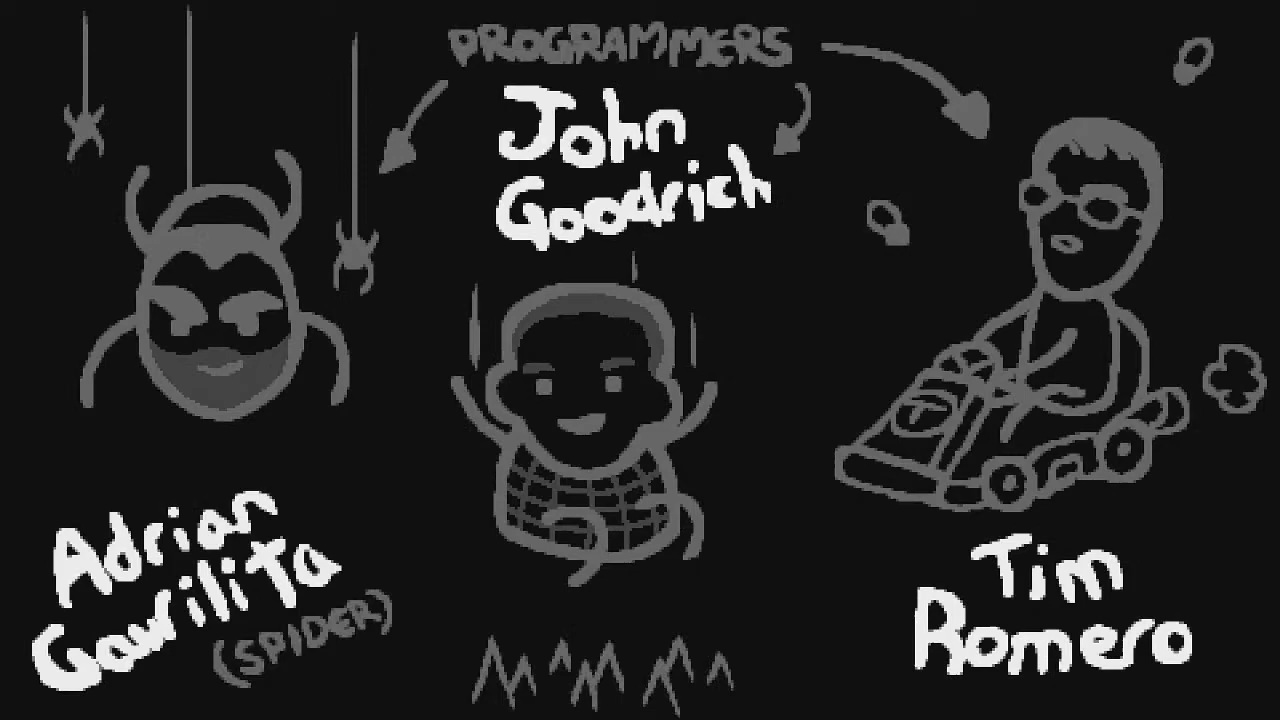 PROGRAMMERS
John
Goodrich
Adrian
Gavrilita
(SPIDER)
Tim
Romero
T